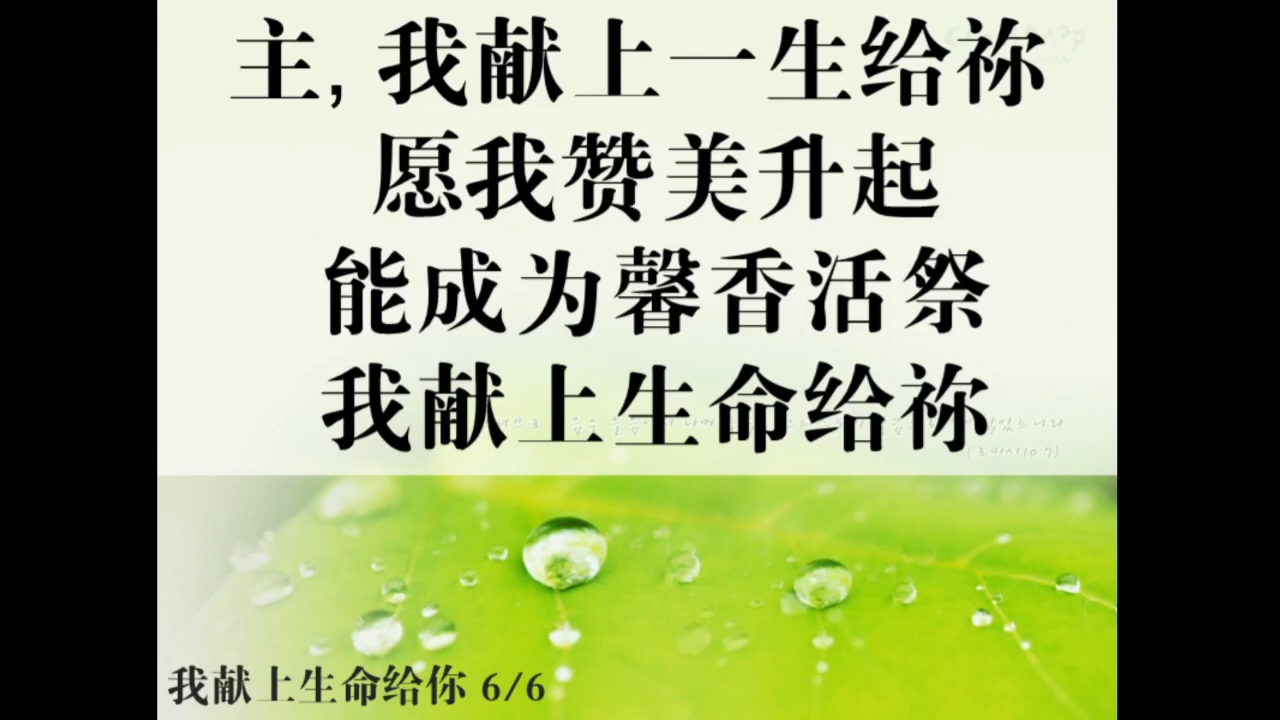 主, 我献上一生给祢
愿我赞美升起
能成为馨香活祭
我献上生命给祢
我献上生命给你 6/6